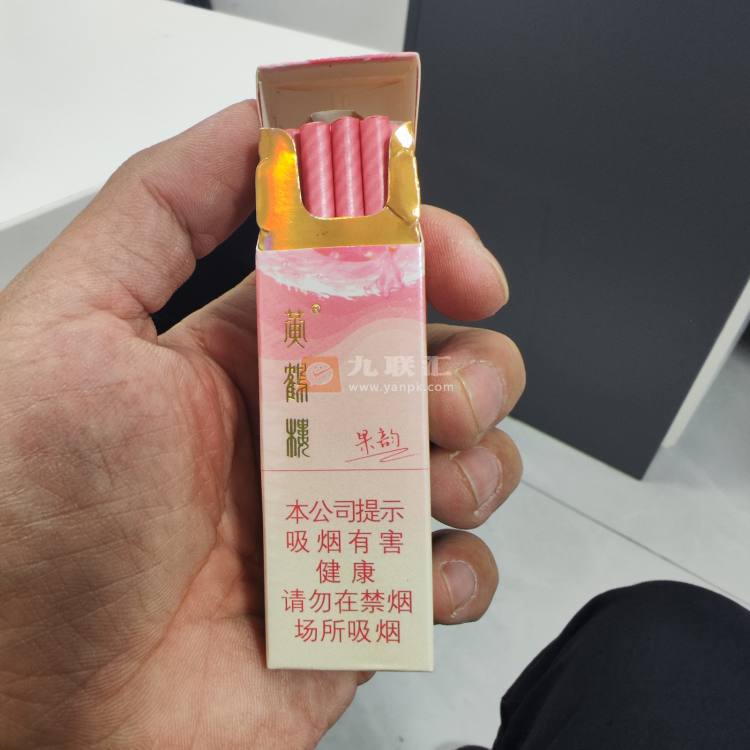 黄鹤楼
九联汇
www.yanpk.com
果韵
本公司提示
吸烟有害
健康
请勿在禁烟
场所吸烟